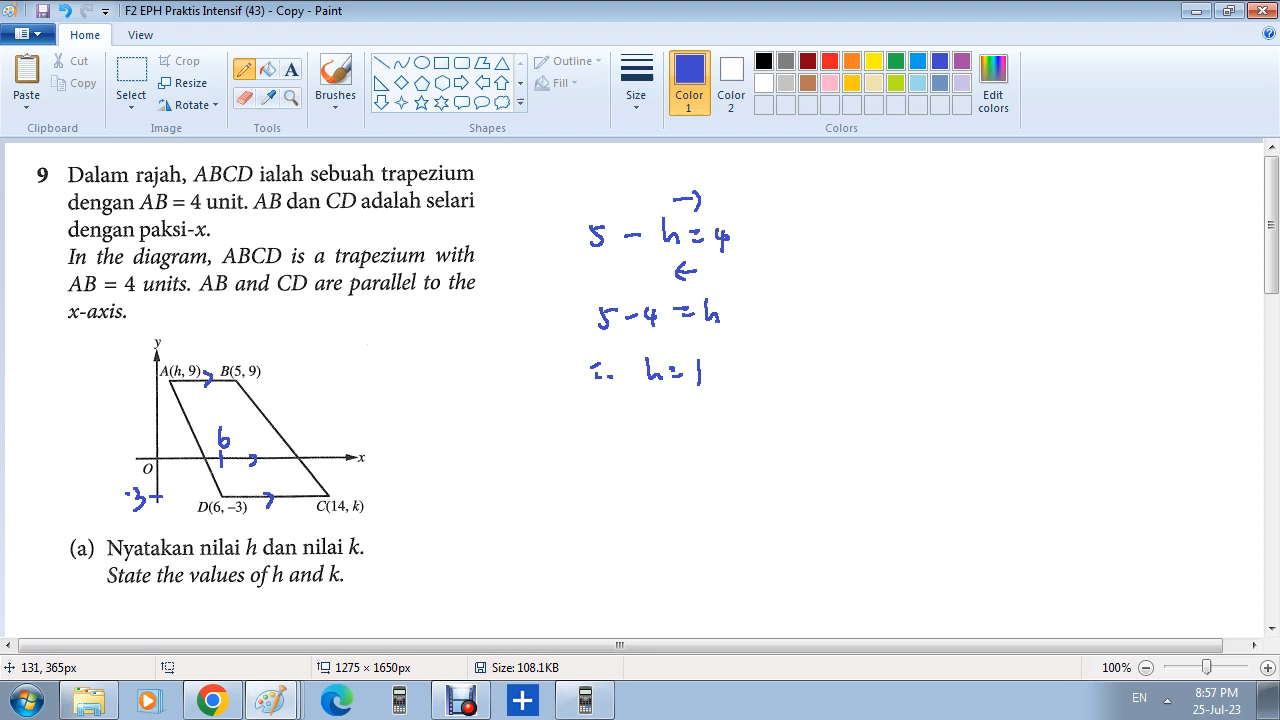 F2 EPH Praktis Intensif (43) - Copy - Paint
Home View
Paste
Cut
Copy
Clipboard
Select
Crop
Resize
Rotate
Image
A
Tools
Brushes
Shapes
Outline
Fill
Size
Color 1
Color 2
Edit colors
Colors
9 Dalam rajah, ABCD ialah sebuah trapezium
dengan AB = 4 unit. AB dan CD adalah selari
dengan paksi-x.
In the diagram, ABCD is a trapezium with
AB = 4 units. AB and CD are parallel to the
x-axis.
y
A(h, 9) B(5, 9)
6
O x
-3
D(6, –3) C(14, k)
(a) Nyatakan nilai h dan nilai k.
State the values of h and k.
5 - h = 4
5 - 4 = h
∴ h = 1
131, 365px
1275 × 1650px
Size: 108.1KB
100%
EN
8:57 PM
25-Jul-23